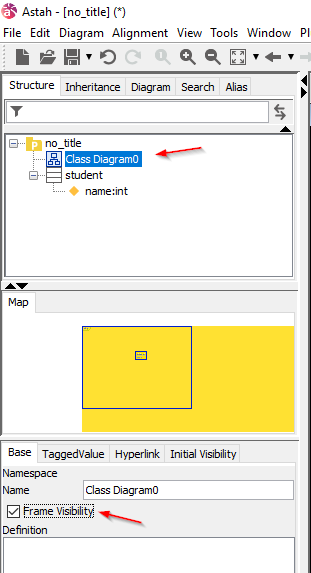 Astah - [no_title] (*)
File Edit Diagram Alignment View Tools Window
Structure Inheritance Diagram Search Alias
no_title
Class Diagram0
student
name:int
Map
Base TaggedValue Hyperlink Initial Visibility
Namespace
Name Class Diagram0
Frame Visibility
Definition